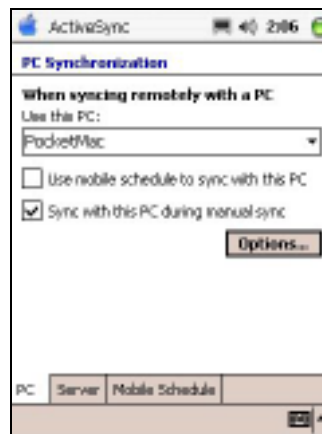 ActiveSync 2:06
PC Synchronization
When syncing remotely with a PC
Use this PC:
PocketMac
Use mobile schedule to sync with this PC
Sync with this PC during manual sync
Options...
PC Server Mobile Schedule